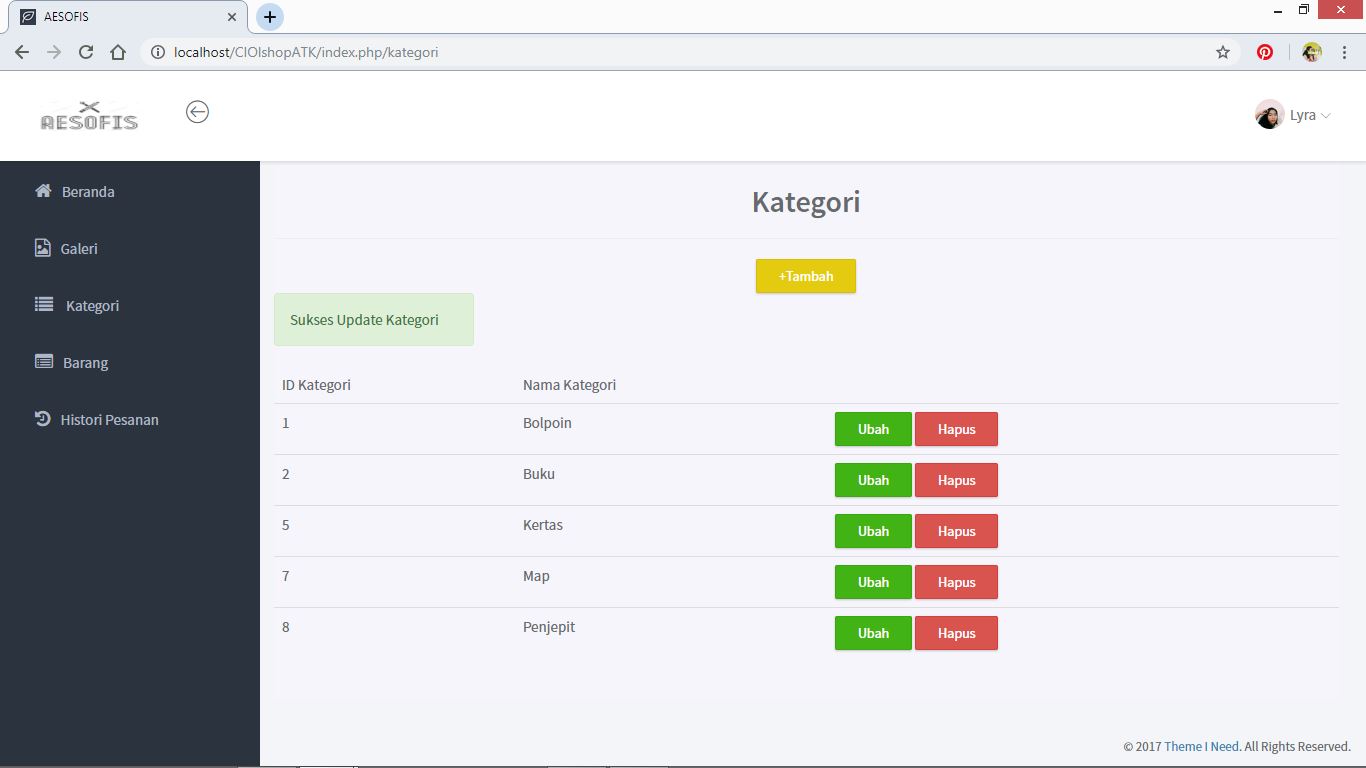 AESOFIS
localhost/CIOlshopATK/index.php/kategori
AESOFIS
Lyra
Beranda
Galeri
Kategori
Barang
Histori Pesanan
Kategori
+Tambah
Sukses Update Kategori
ID Kategori Nama Kategori
1 Bolpoin Ubah Hapus
2 Buku Ubah Hapus
5 Kertas Ubah Hapus
7 Map Ubah Hapus
8 Penjepit Ubah Hapus
© 2017 Theme I Need. All Rights Reserved.